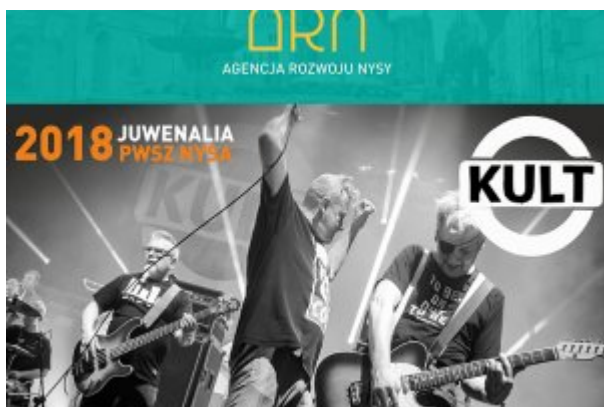 ARN
AGENCJA ROZWOJU NYSY
2018 JUWENALIA
PWSZ NYSA
KULT